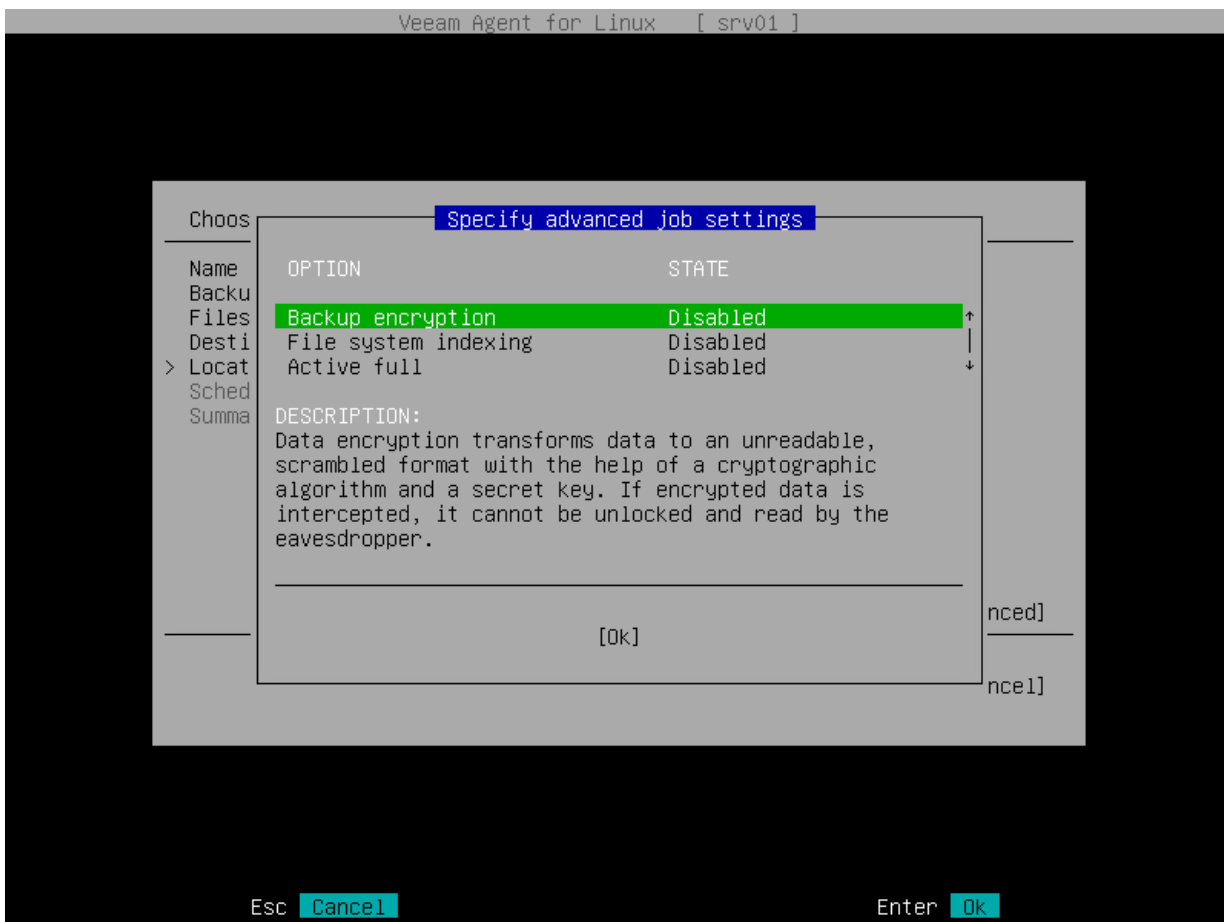 Veeam Agent for Linux [ srv01 ]
Choos
Specify advanced job settings
Name
OPTION STATE
Backu
Files
Backup encryption Disabled ↑
Desti
File system indexing Disabled
> Locat
Active full Disabled ↓
Sched
Summa
DESCRIPTION:
Data encryption transforms data to an unreadable,
scrambled format with the help of a cryptographic
algorithm and a secret key. If encrypted data is
intercepted, it cannot be unlocked and read by the
eavesdropper.
nced]
[Ok]
ncel]
Esc Cancel Enter Ok